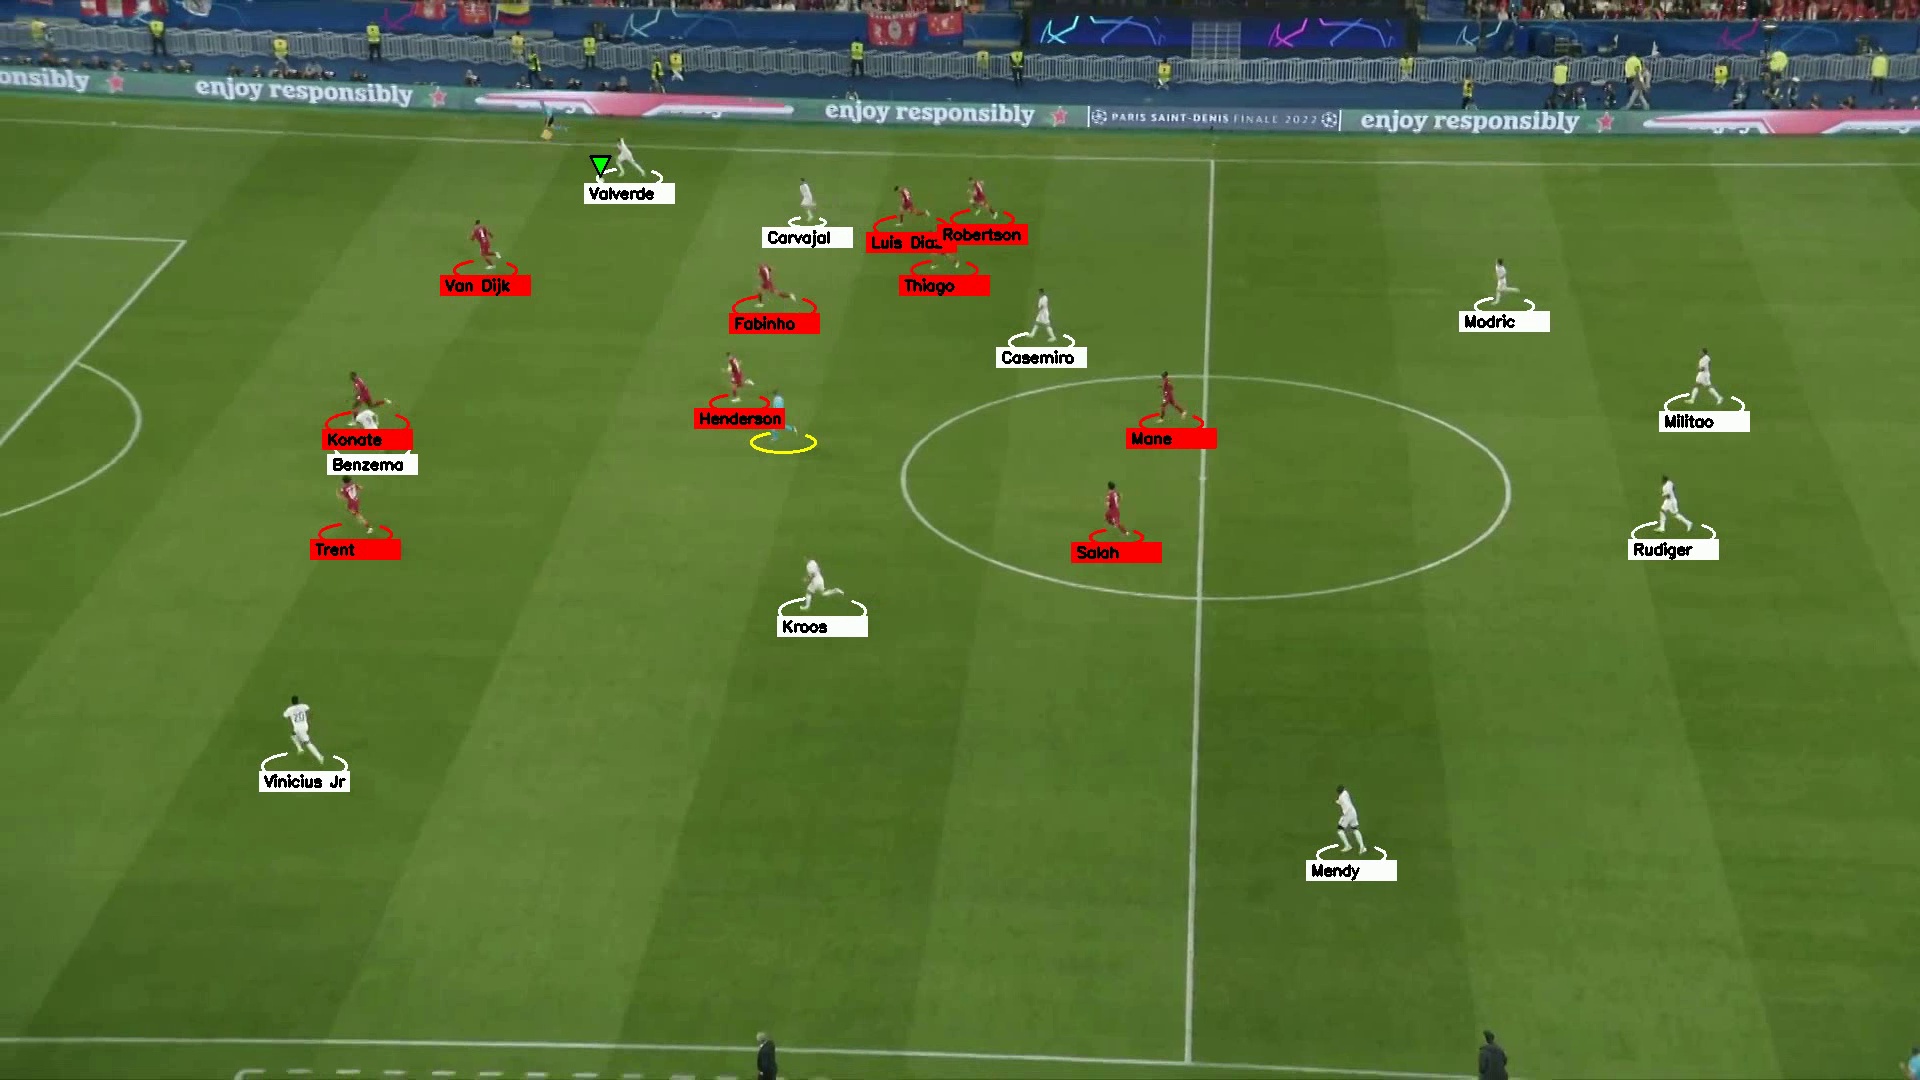 onsibly
enjoy responsibly
enjoy responsibly
PARIS SAINT-DENIS FINALE 2022
enjoy responsibly
Valverde
Carvajal
Luis Diaz
Robertson
Van Dijk
Thiago
Fabinho
Modric
Casemiro
Henderson
Militao
Konate
Mane
Benzema
Trent
Salah
Rudiger
Kroos
20
Vinicius Jr
Mendy